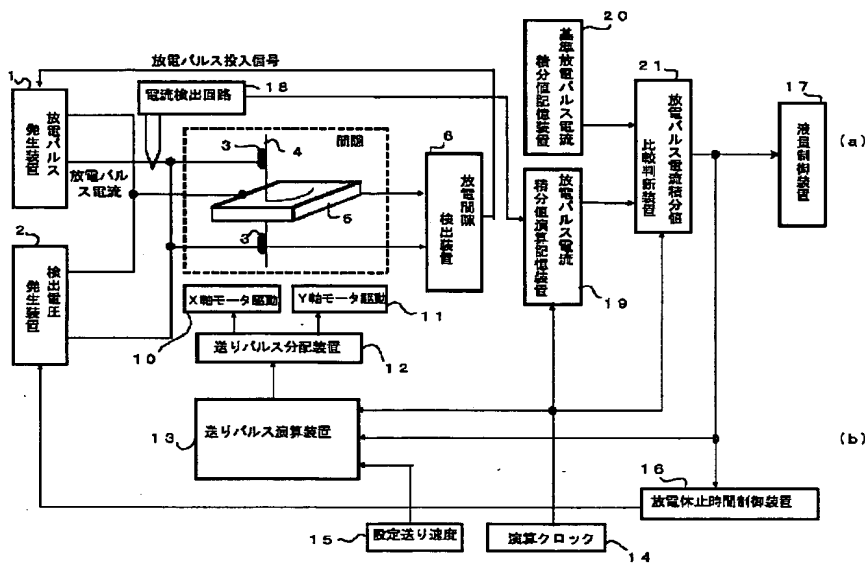 放電パルス投入信号
1
放電パルス
発生装置
電流検出回路
18
放電パルス
電流
3
4
間隙
5
3
6
放電間隙
検出装置
20
基準放電パルス電流
積分値記憶装置
21
放電パルス電流積分値
比較判断装置
17
液量制御装置
(a)
2
検出電圧
発生装置
放電パルス電流
積分値演算記憶装置
19
X軸モータ駆動
Y軸モータ駆動
10
11
送りパルス分配装置
12
13
送りパルス演算装置
(b)
16
放電休止時間制御装置
15
設定送り速度
演算クロック
14